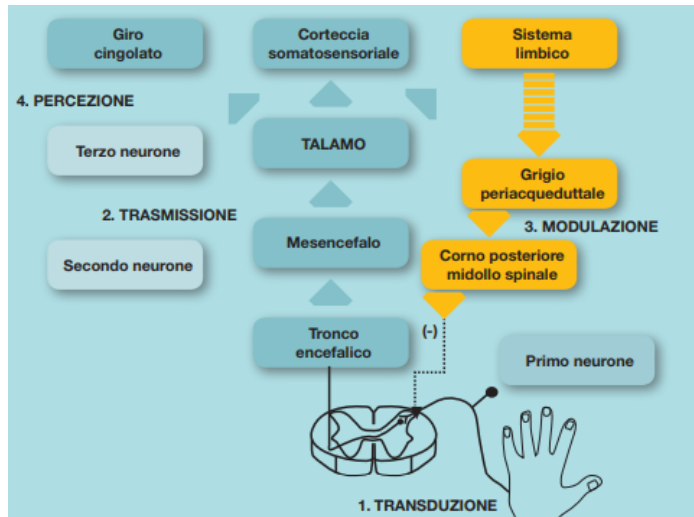 Giro
cingolato
Corteccia
somatosensoriale
Sistema
limbico
4. PERCEZIONE
Terzo neurone
TALAMO
Grigio
periacqueduttale
2. TRASMISSIONE
3. MODULAZIONE
Secondo neurone
Mesencefalo
Corno posteriore
midollo spinale
Tronco
encefalico
(-)
Primo neurone
1. TRANSDUZIONE